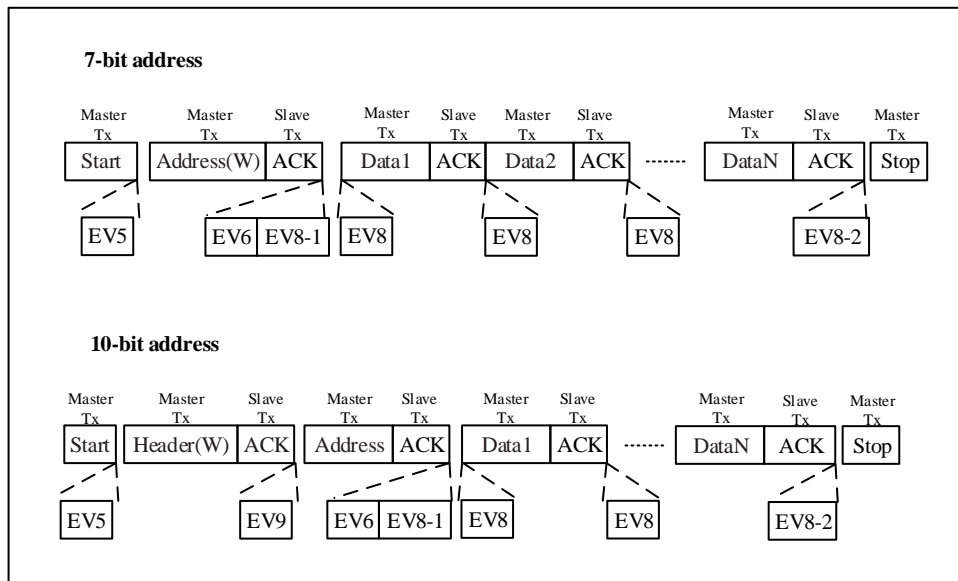 7-bit address
Master Tx Master Tx Slave Tx Master Tx Slave Tx Master Tx Slave Tx Master Tx Slave Tx Master Tx
Start Address(W) ACK Data1 ACK Data2 ACK ........ DataN ACK Stop
EV5 EV6 EV8-1 EV8 EV8 EV8 EV8-2
10-bit address
Master Tx Master Tx Slave Tx Master Tx Slave Tx Master Tx Slave Tx Master Tx Slave Tx Master Tx
Start Header(W) ACK Address ACK Data1 ACK ........ DataN ACK Stop
EV5 EV9 EV6 EV8-1 EV8 EV8 EV8-2